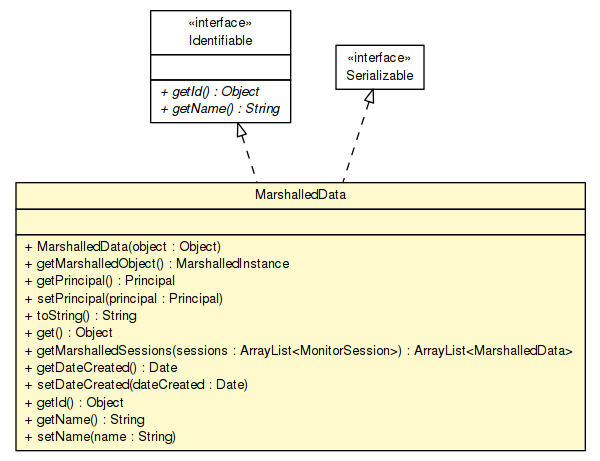 «interface»
Identifiable
+ getId() : Object
+ getName() : String
«interface»
Serializable
MarshalledData
+ MarshalledData(object : Object)
+ getMarshalledObject() : MarshalledInstance
+ getPrincipal() : Principal
+ setPrincipal(principal : Principal)
+ toString() : String
+ get() : Object
+ getMarshalledSessions(sessions : ArrayList<MonitorSession>) : ArrayList<MarshalledData>
+ getDateCreated() : Date
+ setDateCreated(dateCreated : Date)
+ getId() : Object
+ getName() : String
+ setName(name : String)